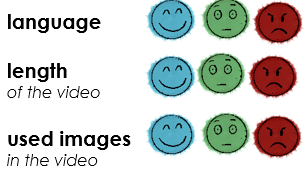 language
length
of the video
used images
in the video